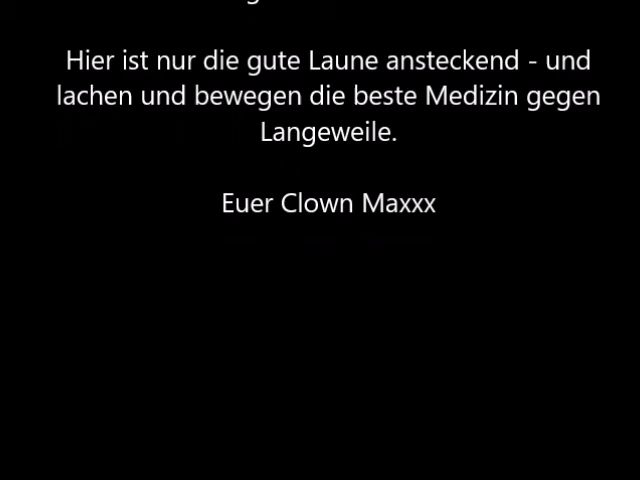 Hier ist nur die gute Laune ansteckend - und
lachen und bewegen die beste Medizin gegen
Langeweile.
Euer Clown Maxxx